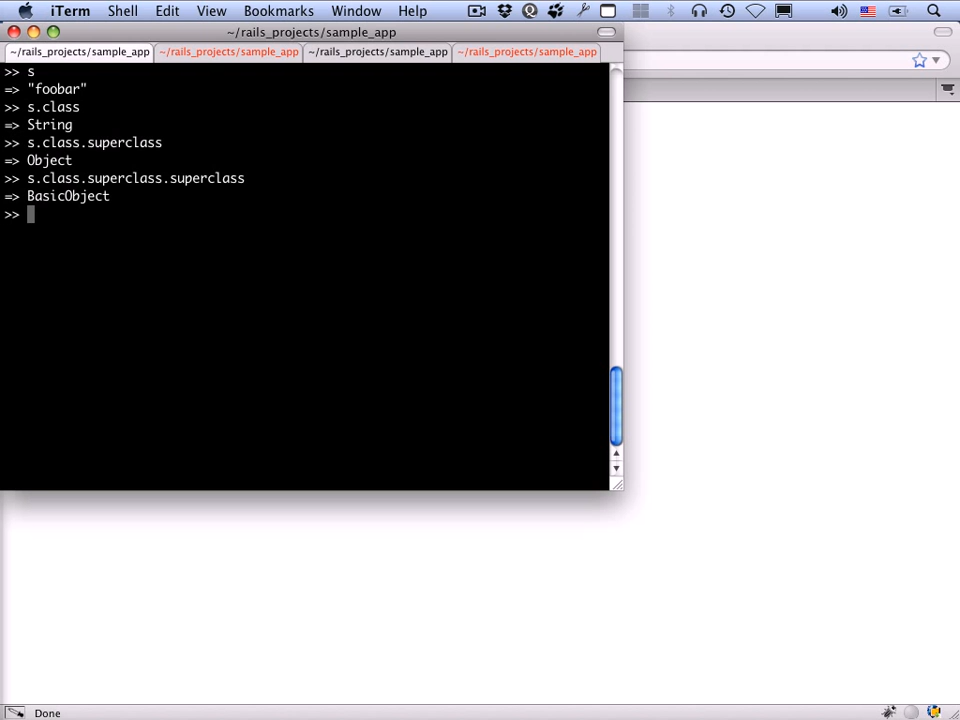 iTerm Shell Edit View Bookmarks Window Help
~/rails_projects/sample_app
~/rails_projects/sample_app ~/rails_projects/sample_app ~/rails_projects/sample_app ~/rails_projects/sample_app
>> s
=> "foobar"
>> s.class
=> String
>> s.class.superclass
=> Object
>> s.class.superclass.superclass
=> BasicObject
>>
Done